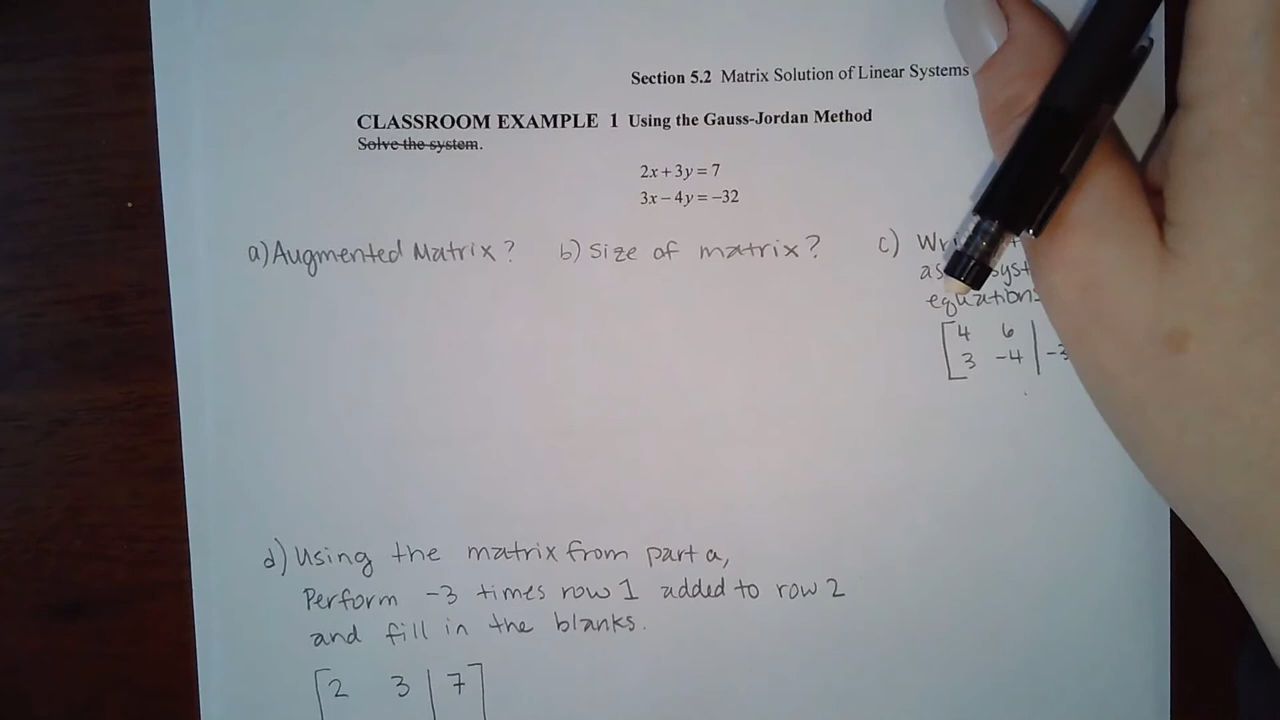 Section 5.2 Matrix Solution of Linear Systems
CLASSROOM EXAMPLE 1 Using the Gauss-Jordan Method
Solve the system.
2x + 3y = 7
3x – 4y = –32
a) Augmented Matrix? b) Size of matrix? c)
as
equations
4 6
3 -4
d) Using the matrix from part a,
Perform -3 times row 1 added to row 2
and fill in the blanks.
2 3 | 7